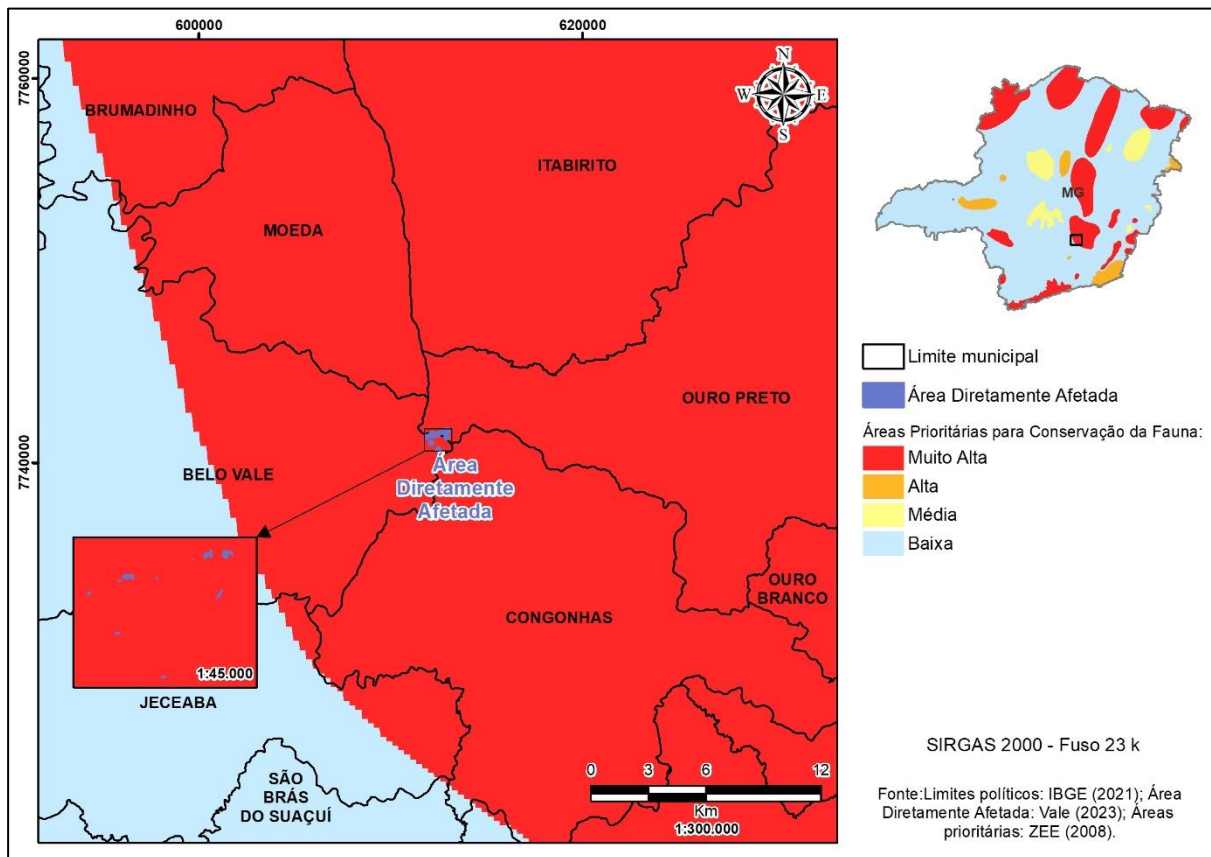 600000
620000
7760000
7740000
N
W
E
S
BRUMADINHO
ITABIRITO
MOEDA
OURO PRETO
BELO VALE
Área
Diretamente
Afetada
OURO
BRANCO
CONGONHAS
1:45.000
JECEABA
SÃO
BRÁS
DO SUAÇUÍ
0 3 6 12
Km
1:300.000
MG
Limite municipal
Área Diretamente Afetada
Áreas Prioritárias para Conservação da Fauna:
Muito Alta
Alta
Média
Baixa
SIRGAS 2000 - Fuso 23 k
Fonte:Limites políticos: IBGE (2021); Área
Diretamente Afetada: Vale (2023); Áreas
prioritárias: ZEE (2008).